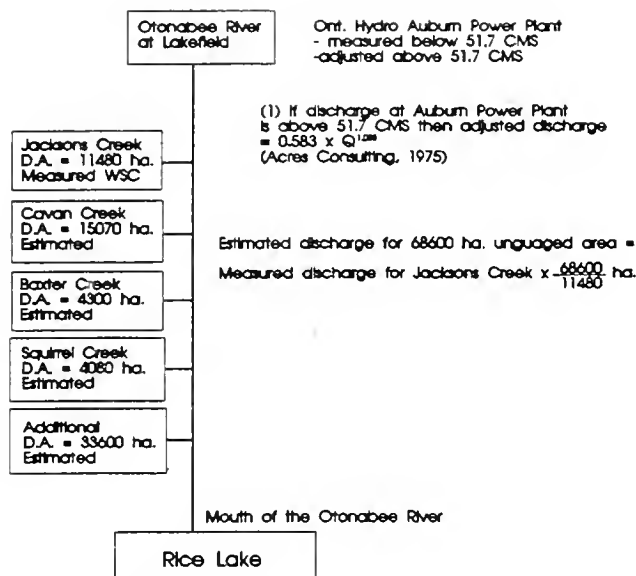 Otonabee River
at Lakefield
Ont. Hydro Auburn Power Plant
- measured below 51.7 CMS
-adjusted above 51.7 CMS
(1) If discharge at Auburn Power Plant
is above 51.7 CMS then adjusted discharge
= 0.583 x Q
(Acres Consulting, 1975)
Jacksons Creek
D.A. = 11480 ha.
Measured WSC
Cavan Creek
D.A. = 15070 ha.
Estimated
Estimated discharge for 68600 ha. unguaged area =
Measured discharge for Jacksons Creek x 68600 ha.
11480
Baxter Creek
D.A. = 4300 ha.
Estimated
Squirrel Creek
D.A. = 4080 ha.
Estimated
Additional
D.A. = 33600 ha.
Estimated
Mouth of the Otonabee River
Rice Lake